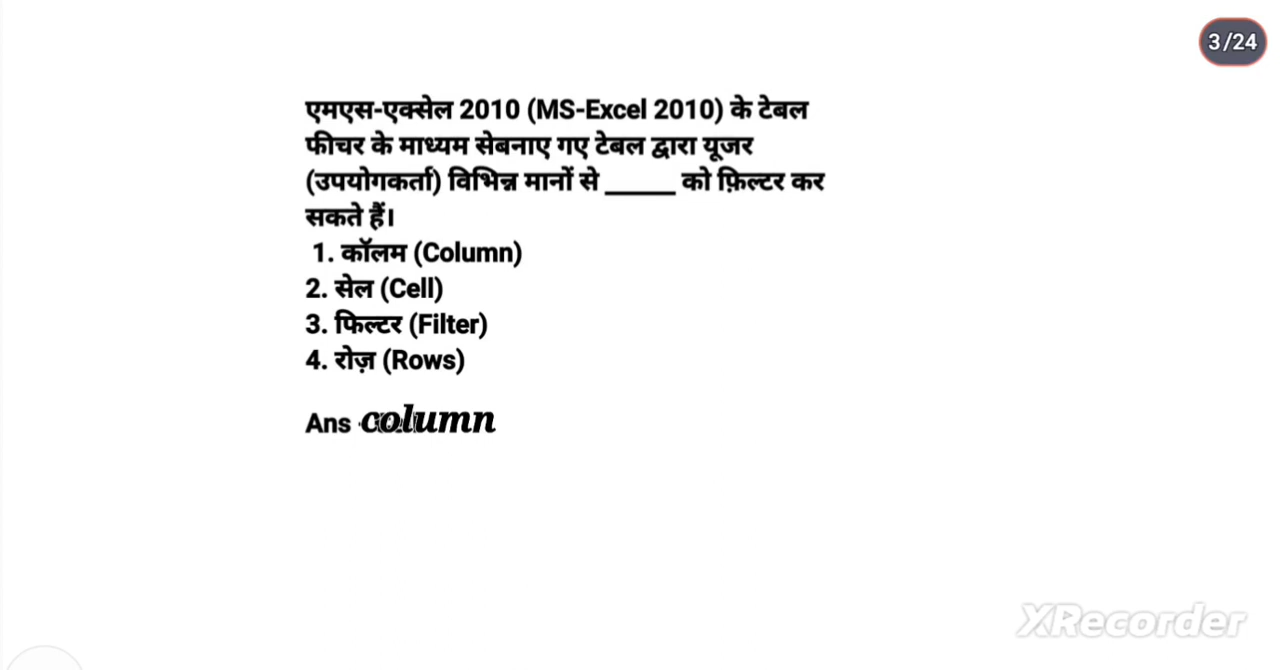 3/24
एमएस-एक्सेल 2010 (MS-Excel 2010) के टेबल
फीचर के माध्यम सेबनाए गए टेबल द्वारा यूजर
(उपयोगकर्ता) विभिन्न मानों से _____ को फ़िल्टर कर
सकते हैं।
1. कॉलम (Column)
2. सेल (Cell)
3. फिल्टर (Filter)
4. रोज़ (Rows)
Ans column
XRecorder